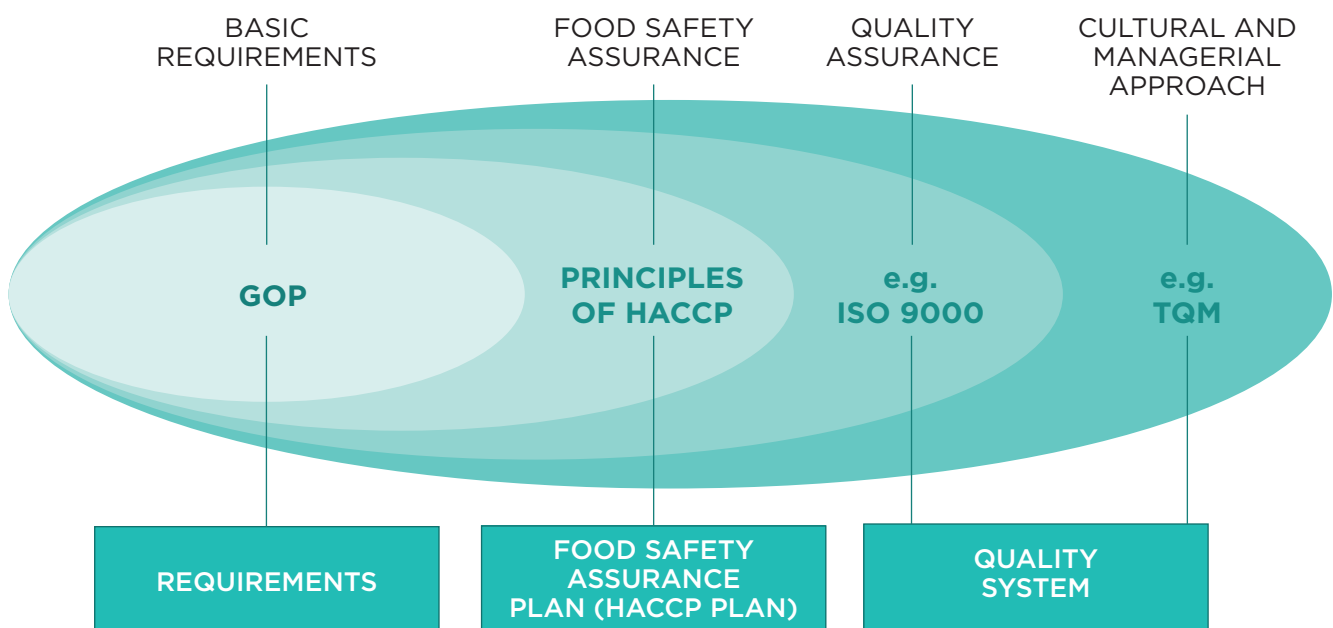 BASIC
REQUIREMENTS
FOOD SAFETY
ASSURANCE
QUALITY
ASSURANCE
CULTURAL AND
MANAGERIAL
APPROACH
GOP
PRINCIPLES
OF HACCP
e.g.
ISO 9000
e.g.
TQM
REQUIREMENTS
FOOD SAFETY
ASSURANCE
PLAN (HACCP PLAN)
QUALITY
SYSTEM